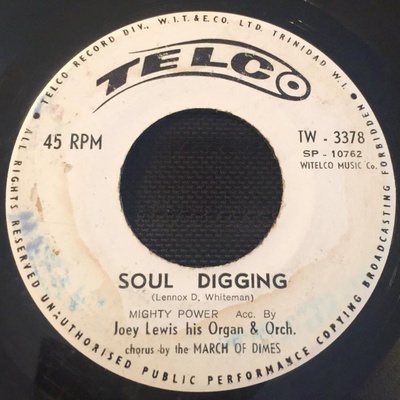 • TELCO RECORD DIV., W.I.T. & E.CO. LTD. TRINIDAD W.I. •
TELCO
45 RPM
TW - 3378
SP - 10762
WITELCO MUSIC Co.
SOUL DIGGING
(Lennox D. Whiteman)
MIGHTY POWER Acc. By
Joey Lewis his Organ & Orch.
chorus by the MARCH OF DIMES
ALL RIGHTS RESERVED UNAUTHORISED PUBLIC PERFORMANCE COPYING BROADCASTING FORBIDDEN